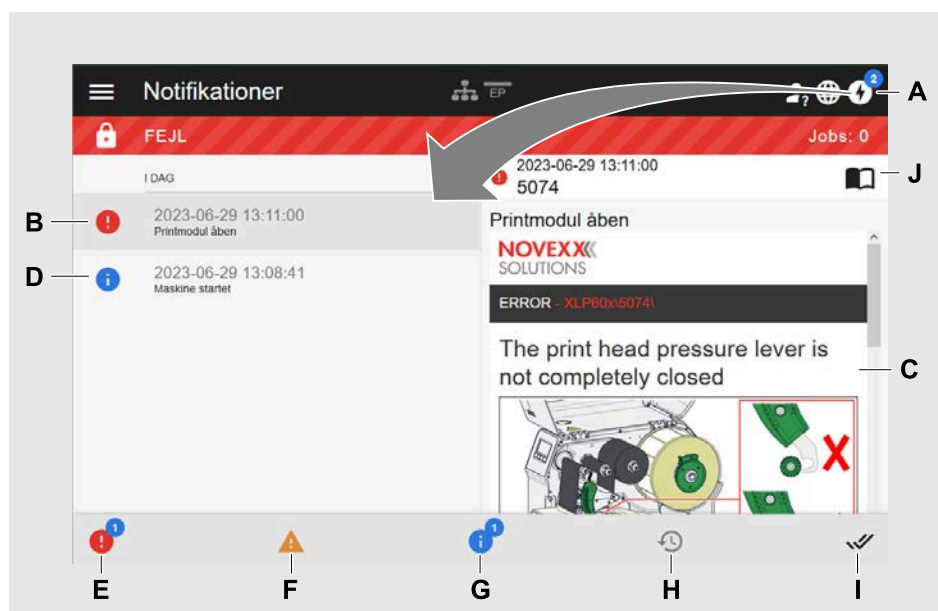 Notifikationer
EP
?
2
A
FEJL
Jobs: 0
I DAG
2023-06-29 13:11:00
5074
J
B
2023-06-29 13:11:00
Printmodul åben
Printmodul åben
NOVEXX
SOLUTIONS
D
2023-06-29 13:08:41
Maskine startet
ERROR - XLP60x\5074\
The print head pressure lever is
not completely closed
C
1
1
E
F
G
H
I